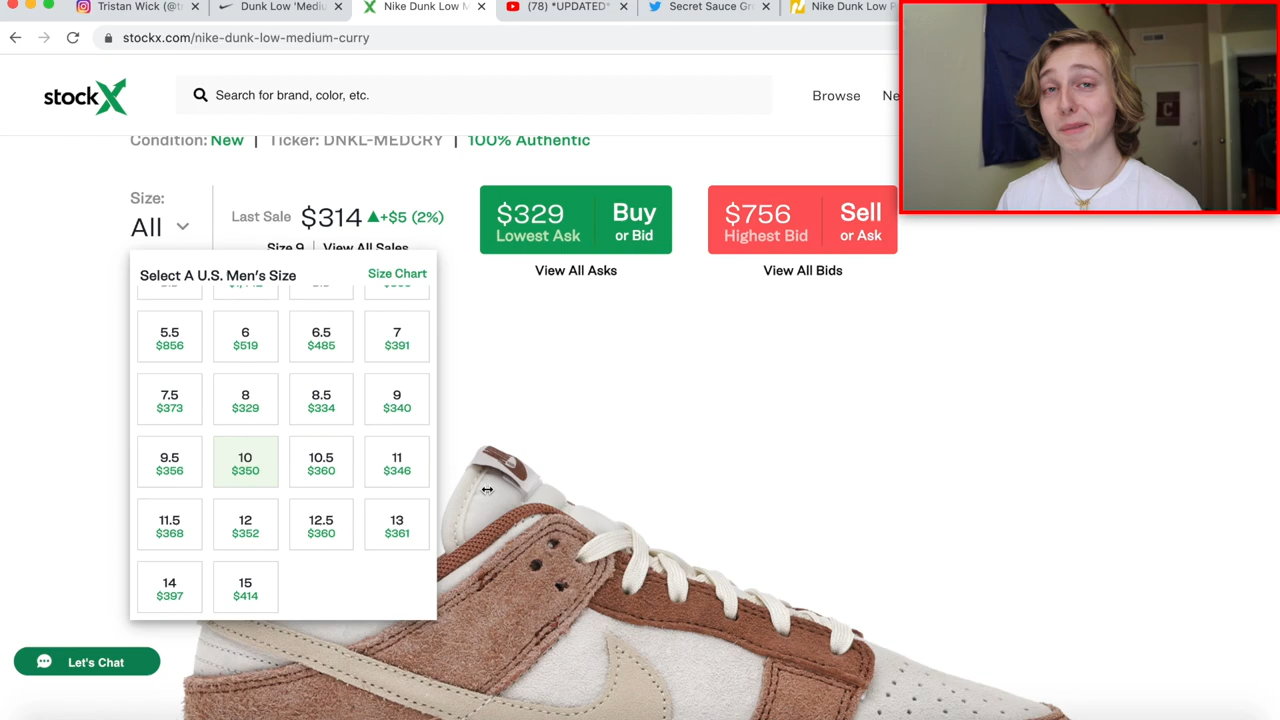 Tristan Wick (@t
Dunk Low 'Medi
Nike Dunk Low M
(78) *UPDATED*
Secret Sauce Gr
Nike Dunk Low
stockx.com/nike-dunk-low-medium-curry
stockX
Search for brand, color, etc.
Browse
Ne
Condition: New | Ticker: DNKL-MEDCRY | 100% Authentic
Size:
All
Last Sale $314 ▲+$5 (2%)
Size 9 | View All Sales
$329 Buy
Lowest Ask or Bid
View All Asks
$756 Sell
Highest Bid or Ask
View All Bids
Select A U.S. Men's Size Size Chart
5.5 6 6.5 7
$856 $519 $485 $391
7.5 8 8.5 9
$373 $329 $334 $340
9.5 10 10.5 11
$356 $350 $360 $346
11.5 12 12.5 13
$368 $352 $360 $361
14 15
$397 $414
Let's Chat